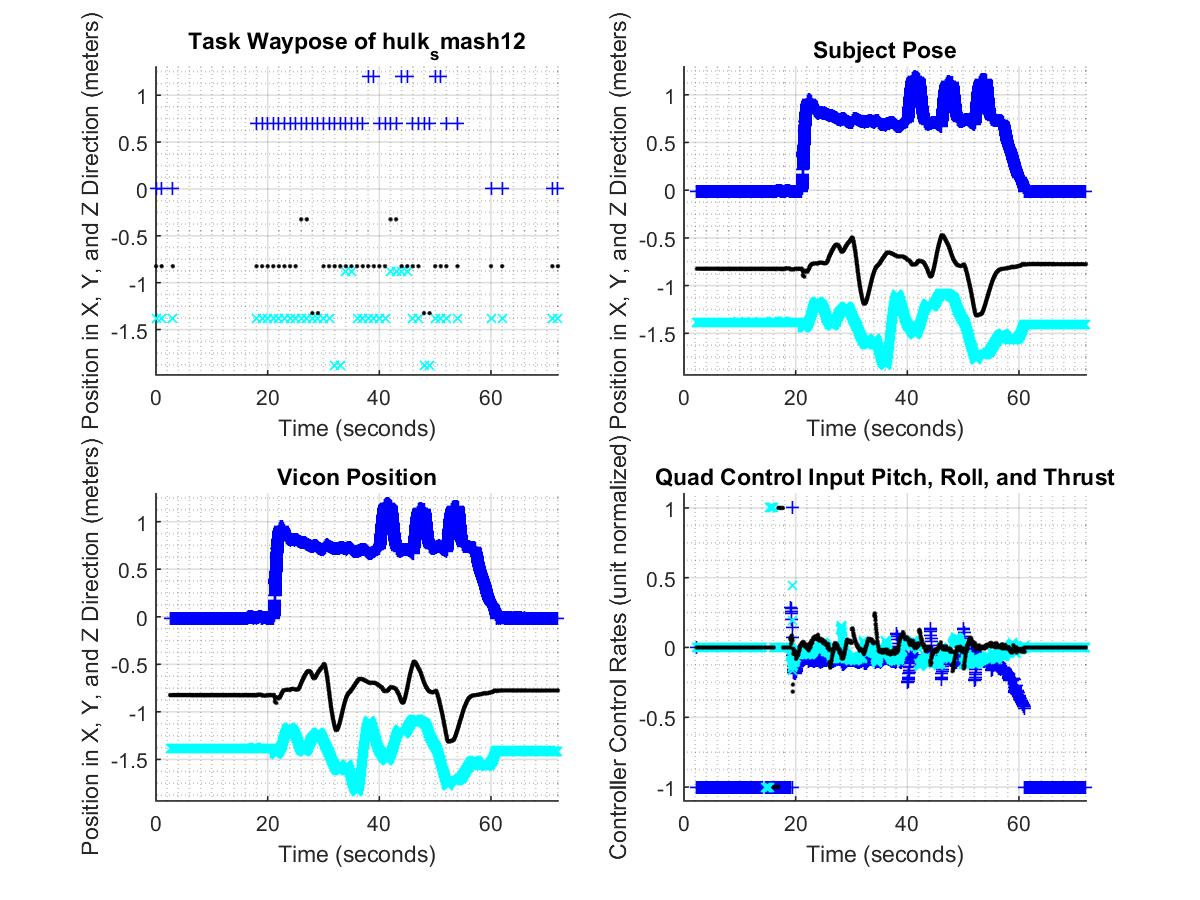 Task Waypose of hulk_smash12
Position in X, Y, and Z Direction (meters)
1
0.5
0
-0.5
-1
-1.5
0 20 40 60
Time (seconds)
Subject Pose
Position in X, Y, and Z Direction (meters)
1
0.5
0
-0.5
-1
-1.5
0 20 40 60
Time (seconds)
Vicon Position
Position in X, Y, and Z Direction (meters)
1
0.5
0
-0.5
-1
-1.5
0 20 40 60
Time (seconds)
Quad Control Input Pitch, Roll, and Thrust
Controller Control Rates (unit normalized)
1
0.5
0
-0.5
-1
0 20 40 60
Time (seconds)